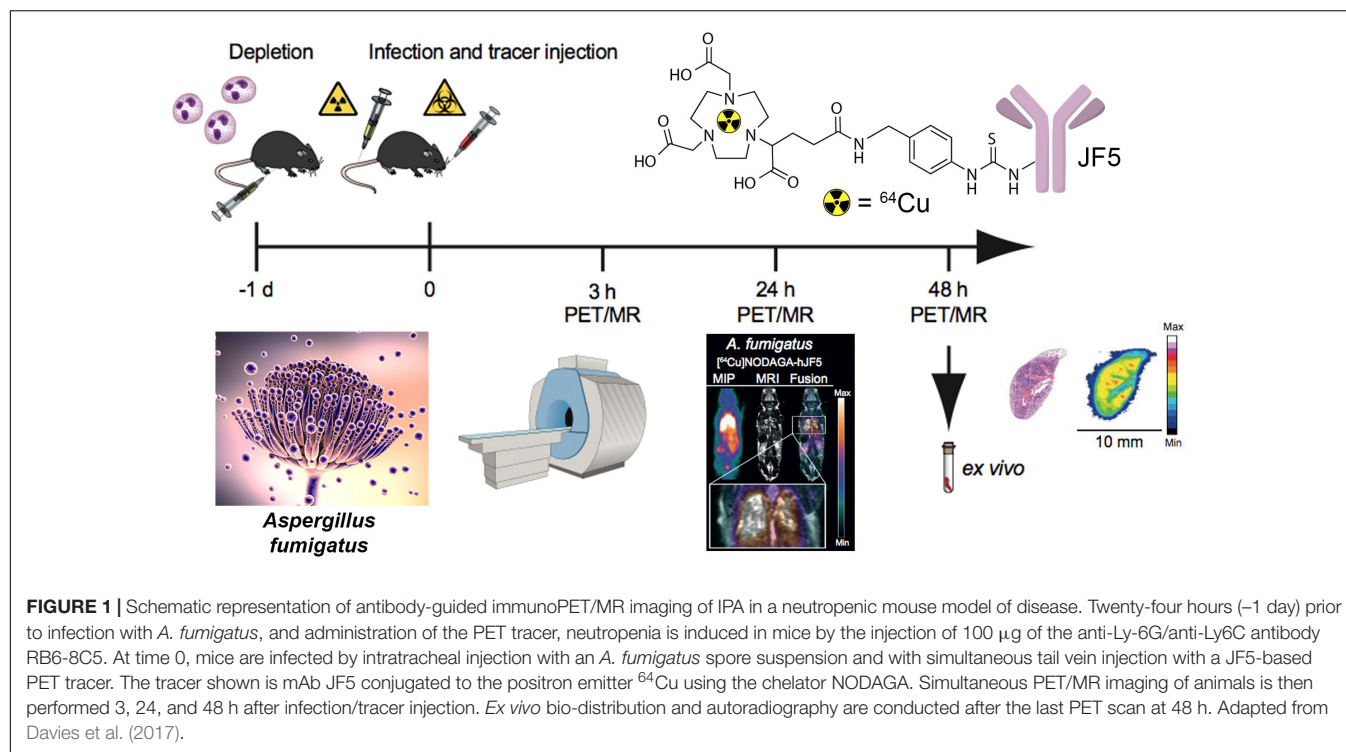 Depletion
Infection and tracer injection
O
HO
N
N
N
O
HO
HO
O
O
N
H
S
N
H
N
H
JF5
= ⁶⁴Cu
-1 d
0
3 h
PET/MR
24 h
PET/MR
48 h
PET/MR
Aspergillus
fumigatus
A. fumigatus
[⁶⁴Cu]NODAGA-hJF5
MIP MRI Fusion
Max
Min
ex vivo
Max
Min
10 mm
FIGURE 1 | Schematic representation of antibody-guided immunoPET/MR imaging of IPA in a neutropenic mouse model of disease. Twenty-four hours (–1 day) prior
to infection with A. fumigatus, and administration of the PET tracer, neutropenia is induced in mice by the injection of 100 μg of the anti-Ly-6G/anti-Ly6C antibody
RB6-8C5. At time 0, mice are infected by intratracheal injection with an A. fumigatus spore suspension and with simultaneous tail vein injection with a JF5-based
PET tracer. The tracer shown is mAb JF5 conjugated to the positron emitter ⁶⁴Cu using the chelator NODAGA. Simultaneous PET/MR imaging of animals is then
performed 3, 24, and 48 h after infection/tracer injection. Ex vivo bio-distribution and autoradiography are conducted after the last PET scan at 48 h. Adapted from
Davies et al. (2017).